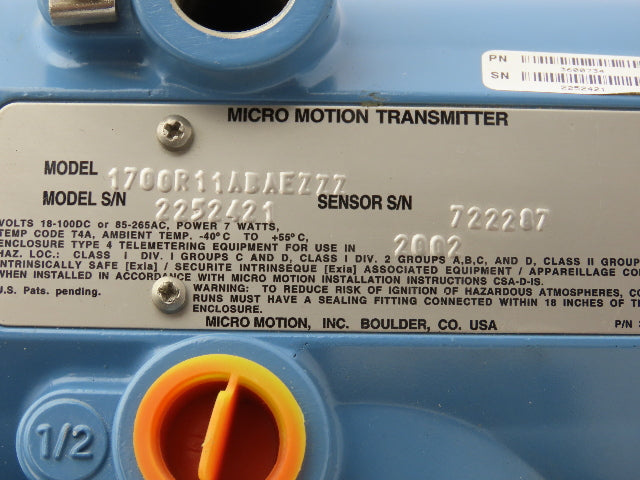 PN
3600734
SN
2252421
MICRO MOTION TRANSMITTER
MODEL 1700R11ABAEZZZ
MODEL S/N 2252421 SENSOR S/N 722207
VOLTS 18-100DC or 85-265AC, POWER 7 WATTS,
TEMP CODE T4A, AMBIENT TEMP. -40°C TO +55°C,
ENCLOSURE TYPE 4 TELEMETERING EQUIPMENT FOR USE IN 2002
HAZ. LOC.: CLASS I DIV. I GROUPS C AND D, CLASS I DIV. 2 GROUPS A,B,C, AND D, CLASS II GROUP
INTRINSICALLY SAFE [Exia] / SECURITE INTRINSEQUE [Exia] ASSOCIATED EQUIPMENT / APPAREILLAGE CO
WHEN INSTALLED IN ACCORDANCE WITH MICRO MOTION INSTALLATION INSTRUCTIONS CSA-D-IS.
U.S. Pats. pending. WARNING: TO REDUCE RISK OF IGNITION OF HAZARDOUS ATMOSPHERES, CO
RUNS MUST HAVE A SEALING FITTING CONNECTED WITHIN 18 INCHES OF TH
ENCLOSURE.
MICRO MOTION, INC. BOULDER, CO. USA P/N
1/2